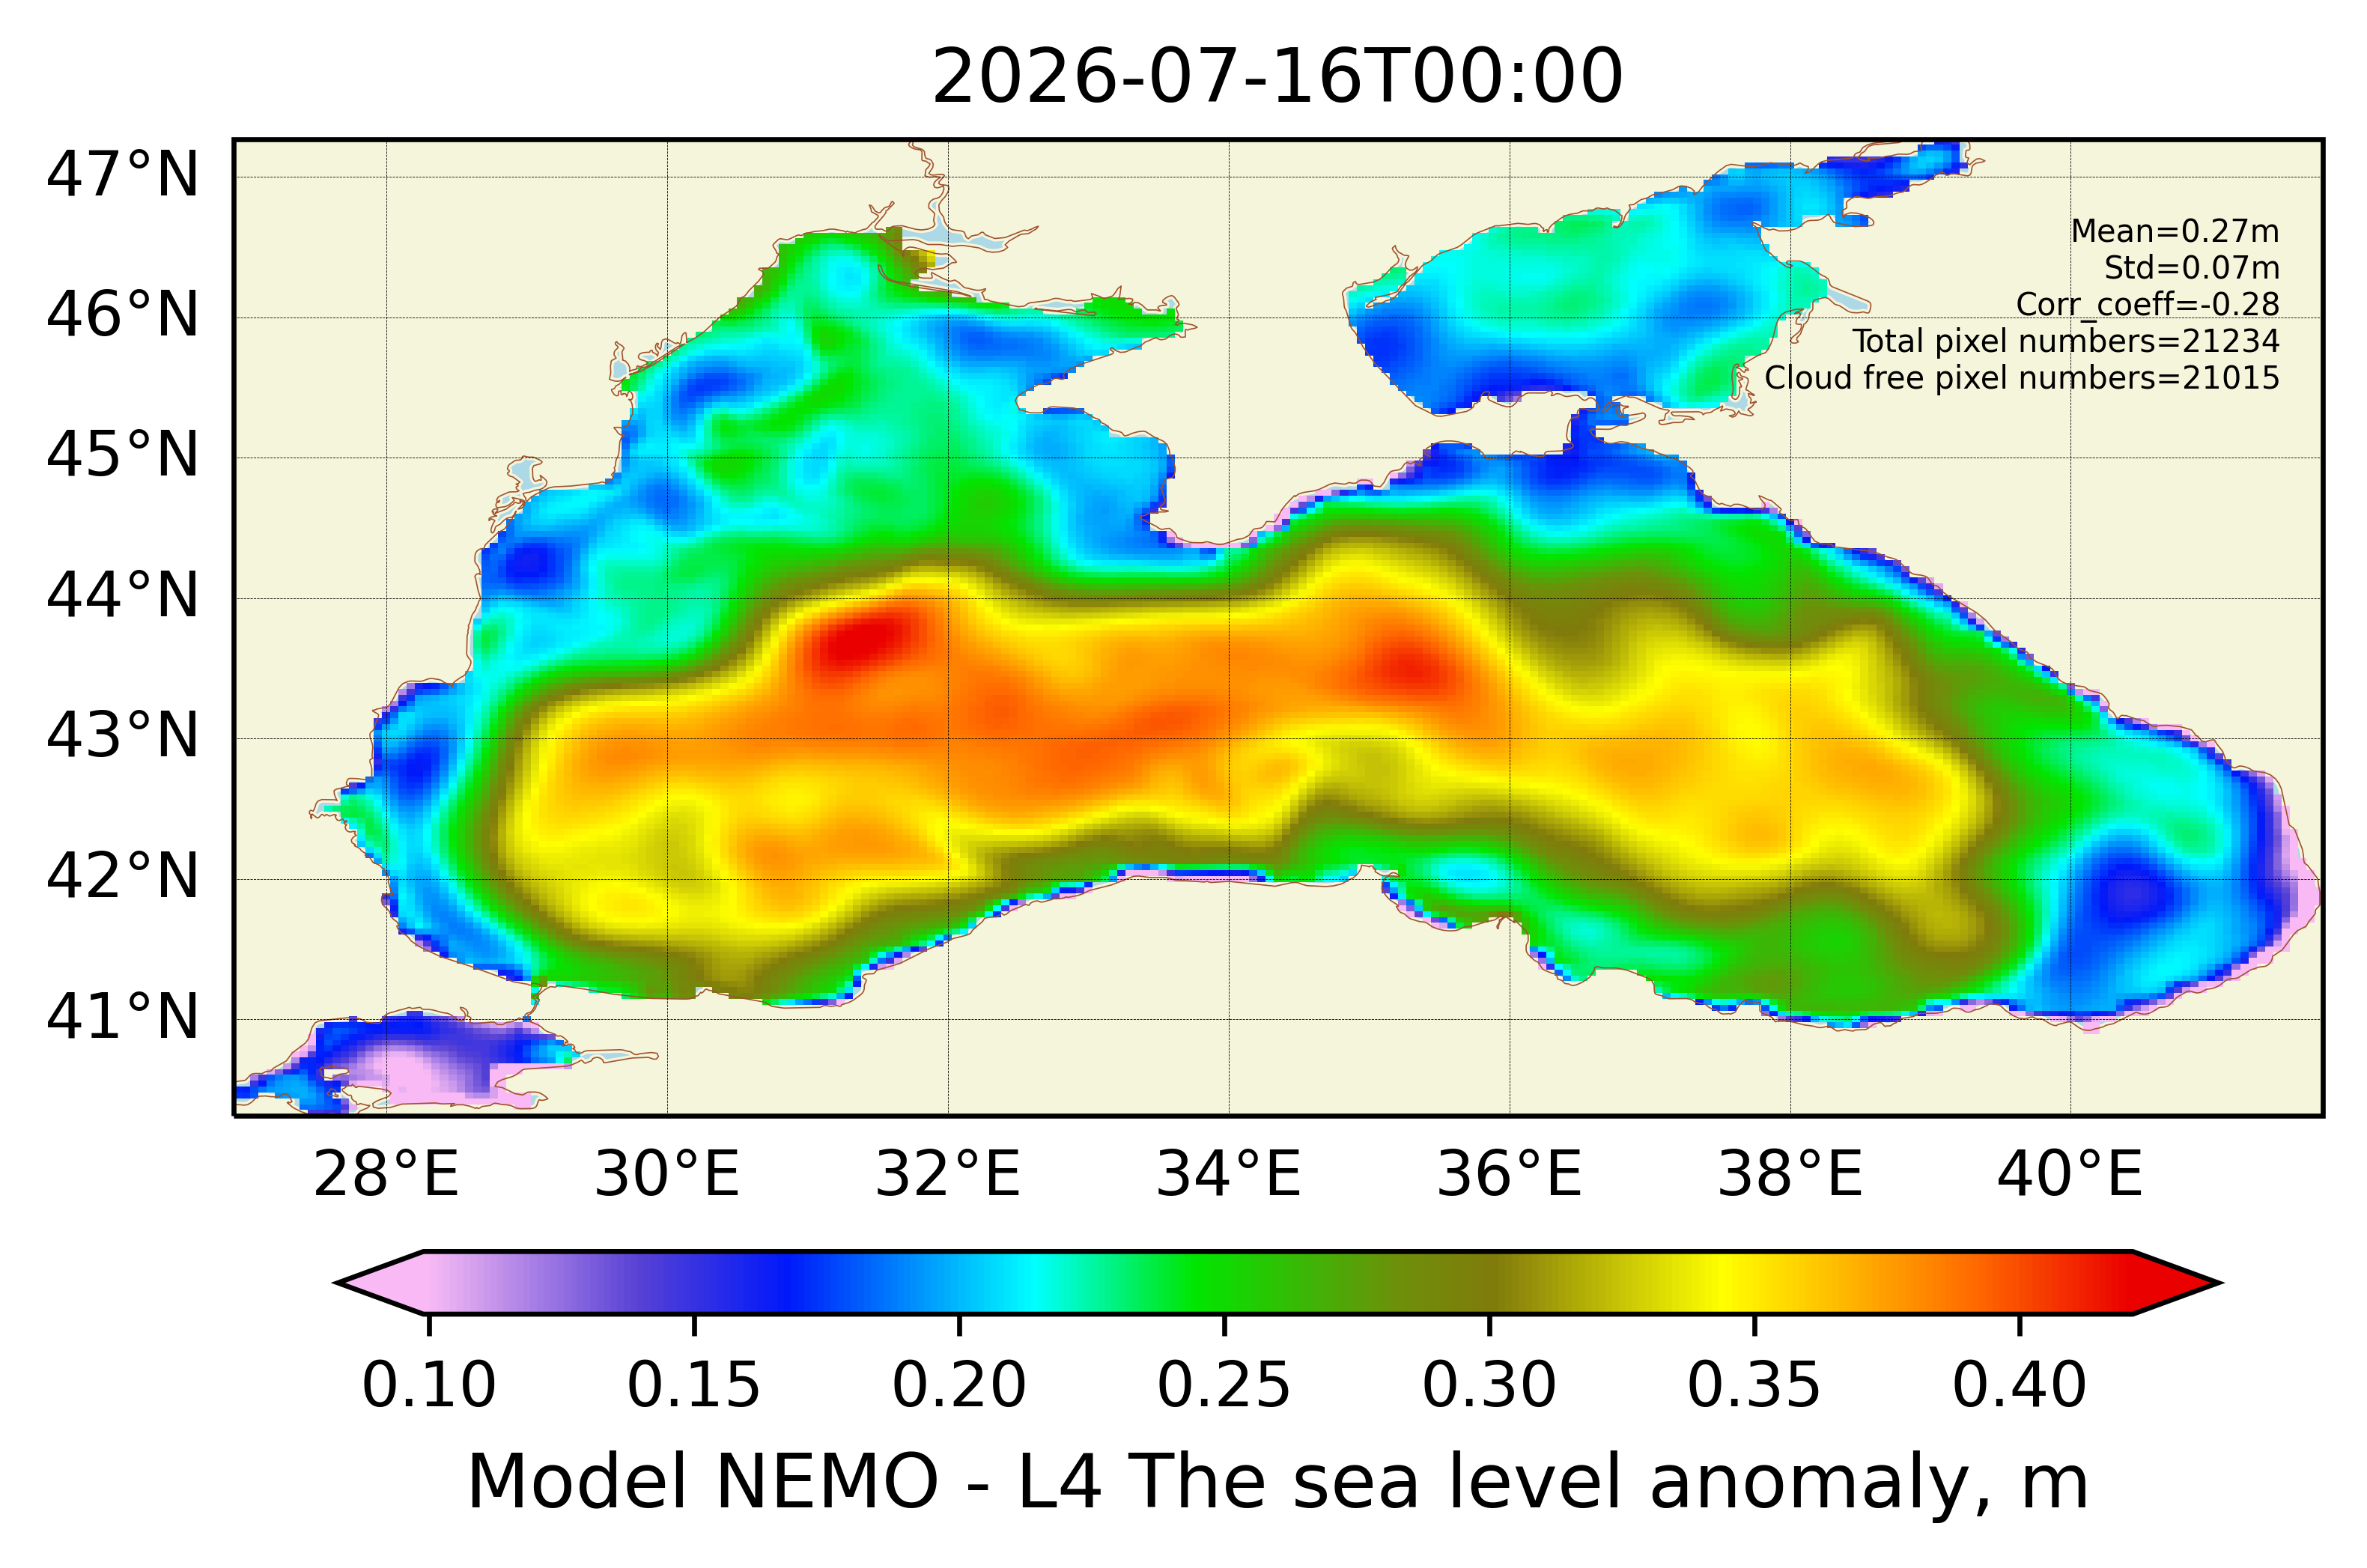 2026-07-16T00:00
47°N
46°N
45°N
44°N
43°N
42°N
41°N
Mean=0.27m
Std=0.07m
Corr_coeff=-0.28
Total pixel numbers=21234
Cloud free pixel numbers=21015
28°E 30°E 32°E 34°E 36°E 38°E 40°E
0.10 0.15 0.20 0.25 0.30 0.35 0.40
Model NEMO - L4 The sea level anomaly, m